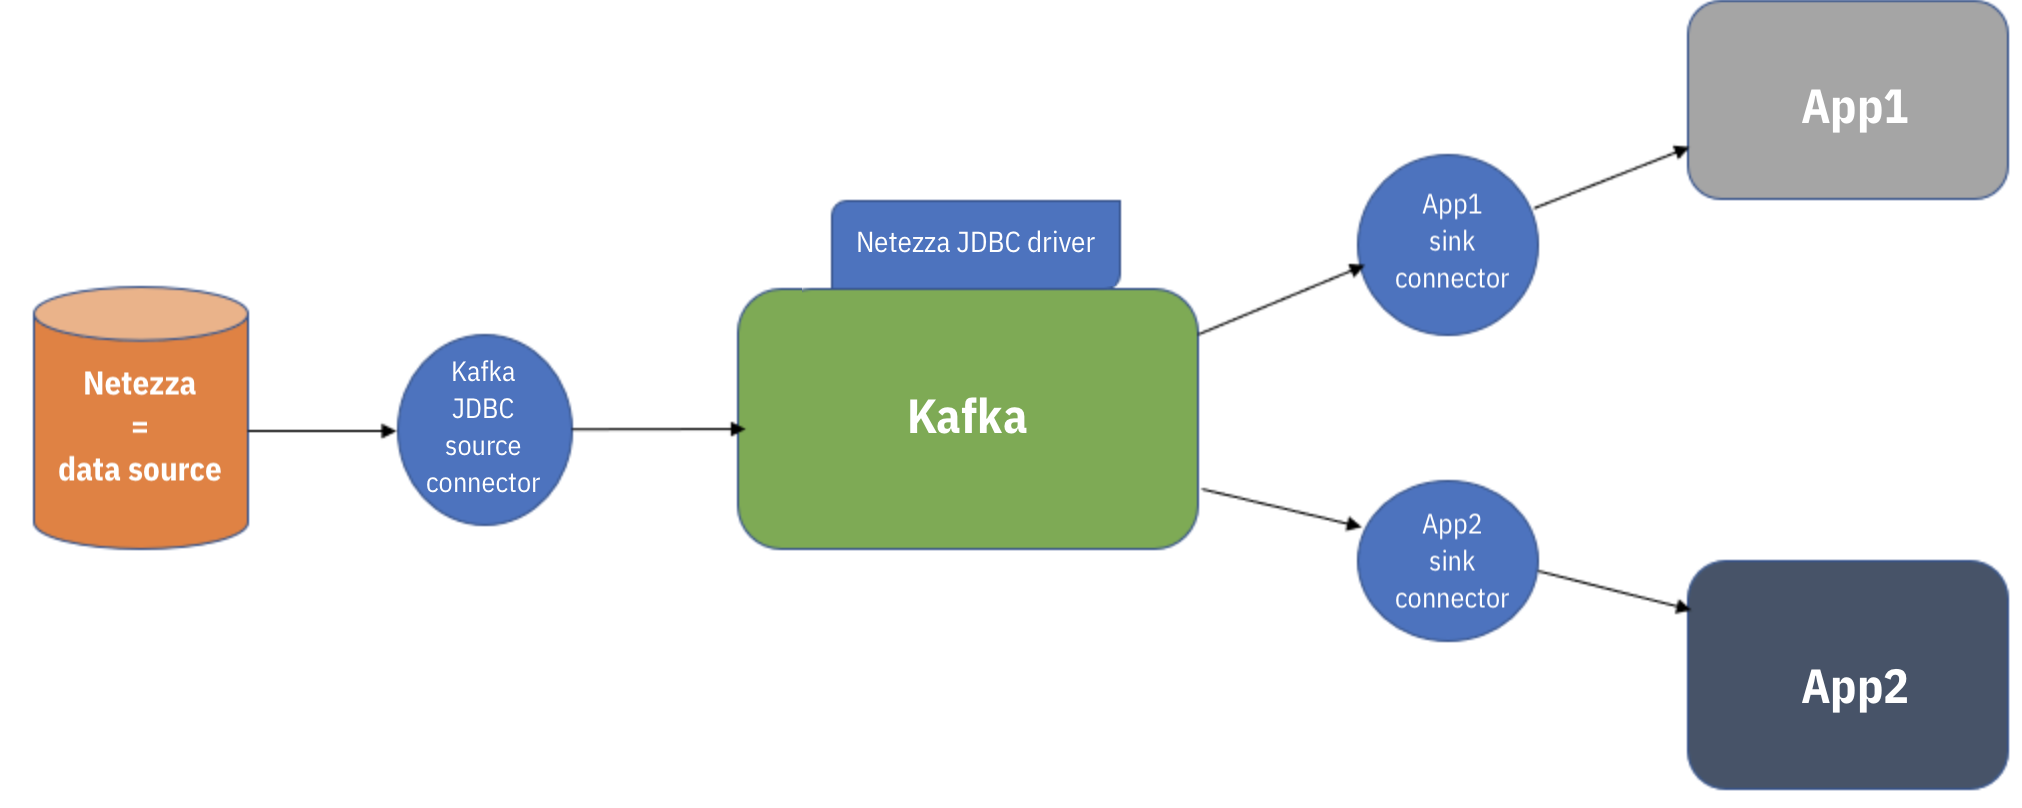 Netezza
=
data source
Kafka
JDBC
source
connector
Netezza JDBC driver
Kafka
App1
sink
connector
App1
App2
sink
connector
App2